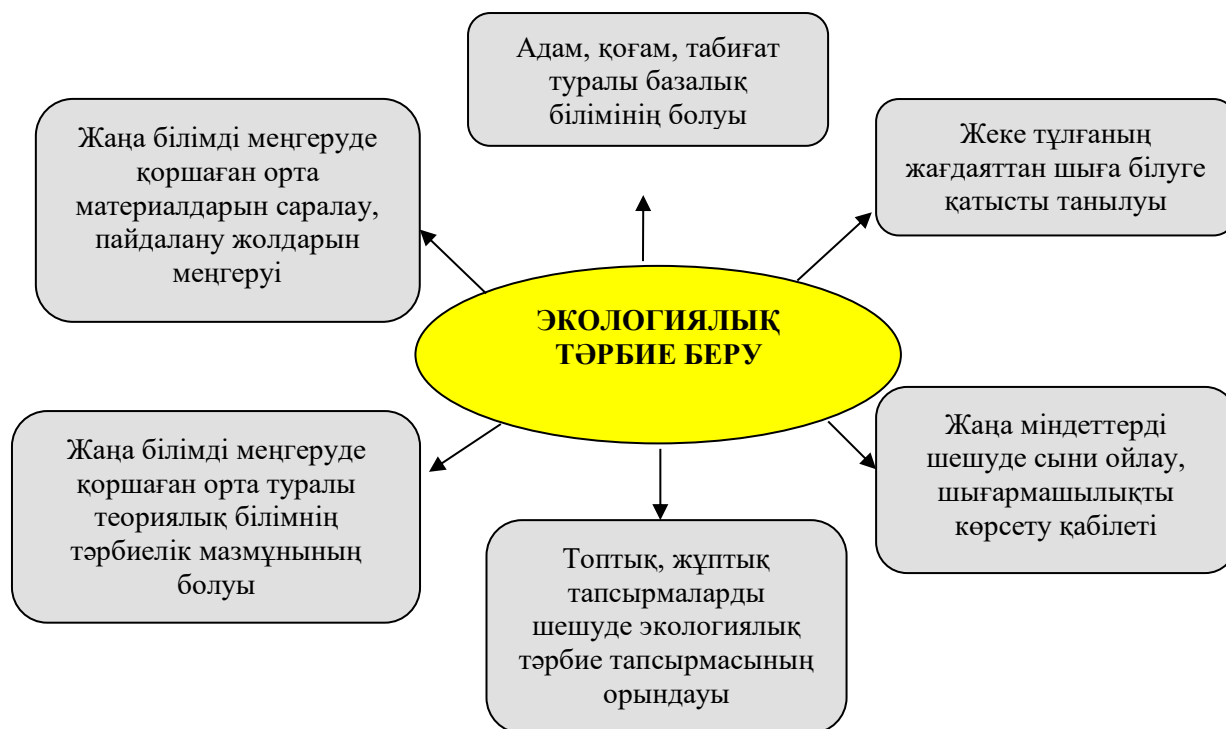 Адам, қоғам, табиғат
туралы базалық
білімінің болуы
Жаңа білімді меңгеруде
қоршаған орта
материалдарын саралау,
пайдалану жолдарын
меңгеруі
Жеке тұлғаның
жағдаяттан шыға білуге
қатысты танылуы
ЭКОЛОГИЯЛЫҚ
ТӘРБИЕ БЕРУ
Жаңа білімді меңгеруде
қоршаған орта туралы
теориялық білімнің
тәрбиелік мазмұнының
болуы
Жаңа міндеттерді
шешуде сыни ойлау,
шығармашылықты
көрсету қабілеті
Топтық, жұптық
тапсырмаларды
шешуде экологиялық
тәрбие тапсырмасының
орындауы